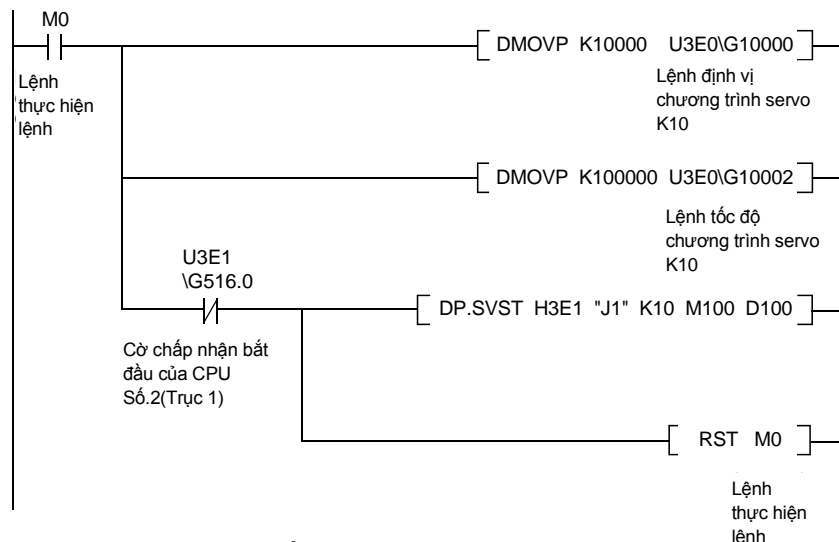 M0
DMOVP K10000 U3E0\G10000
Lệnh
thực hiện
lệnh
Lệnh định vị
chương trình servo
K10
DMOVP K100000 U3E0\G10002
Lệnh tốc độ
chương trình servo
K10
U3E1
\G516.0
DP.SVST H3E1 "J1" K10 M100 D100
Cờ chấp nhận bắt
đầu của CPU
Số.2(Trục 1)
RST M0
Lệnh
thực hiện
lệnh